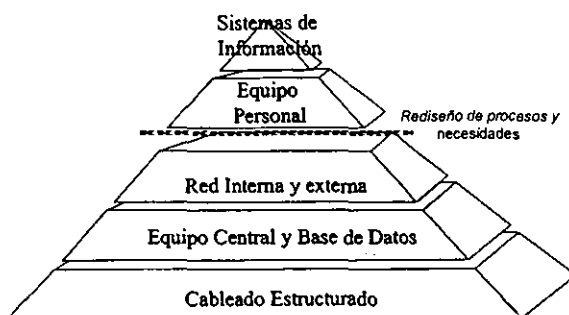 Sistemas de
Información
Equipo
Personal
Rediseño de procesos y
necesidades
Red Interna y externa
Equipo Central y Base de Datos
Cableado Estructurado